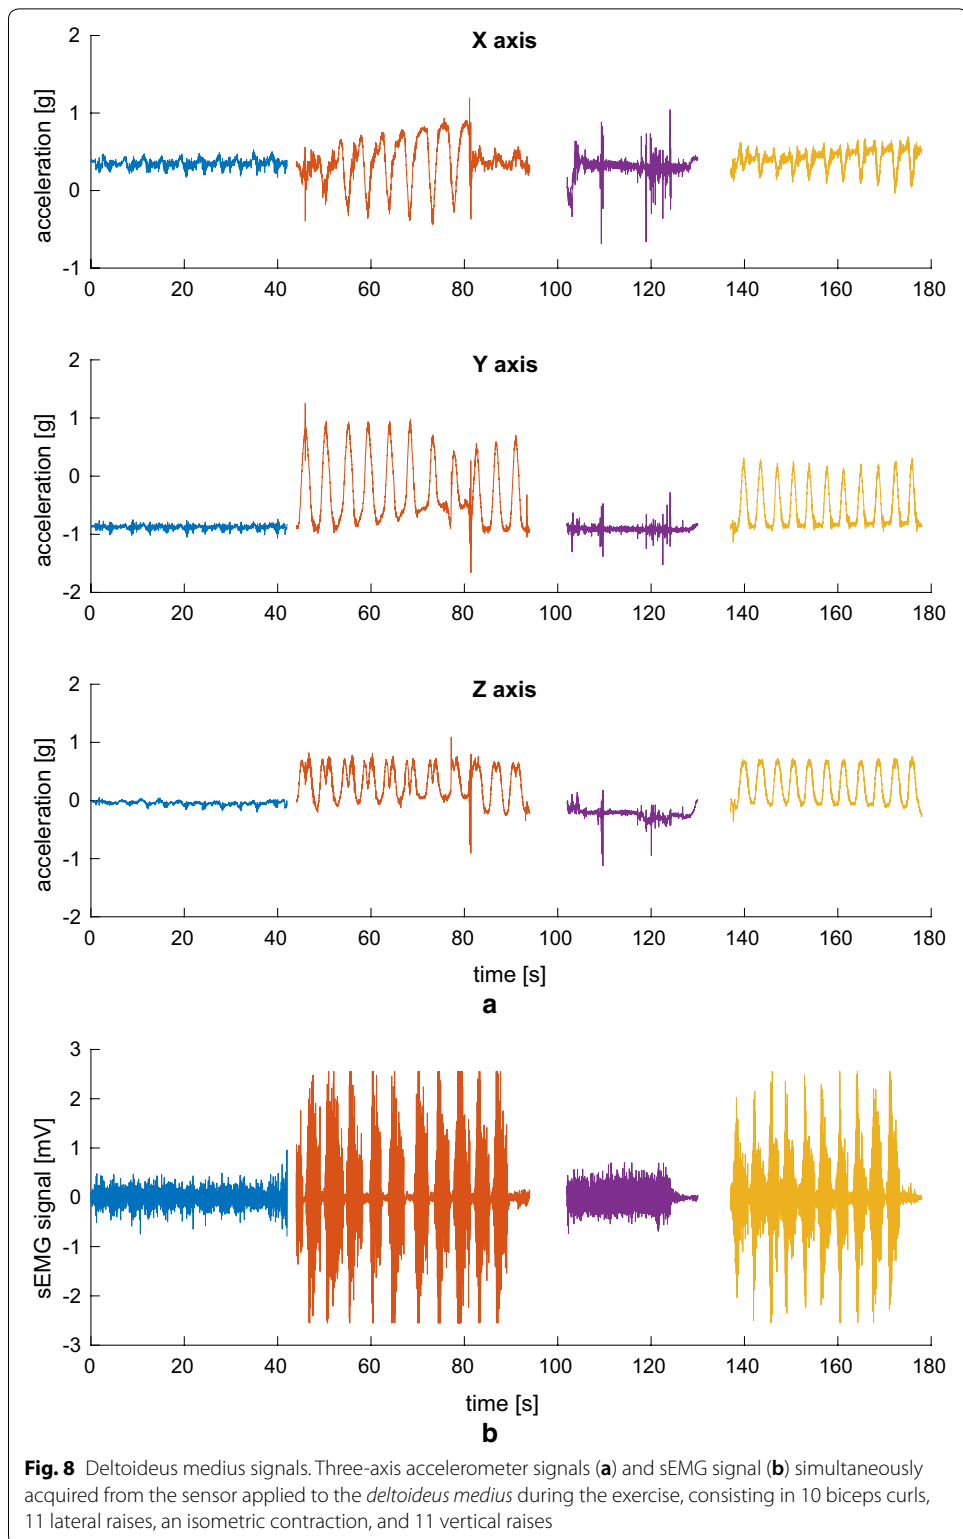 X axis
2
1
0
-1
acceleration [g]
0 20 40 60 80 100 120 140 160 180
Y axis
2
1
0
-1
-2
acceleration [g]
0 20 40 60 80 100 120 140 160 180
Z axis
2
1
0
-1
-2
acceleration [g]
0 20 40 60 80 100 120 140 160 180
time [s]
a
3
2
1
0
-1
-2
-3
sEMG signal [mV]
0 20 40 60 80 100 120 140 160 180
time [s]
b
Fig. 8 Deltoideus medius signals. Three-axis accelerometer signals (a) and sEMG signal (b) simultaneously
acquired from the sensor applied to the deltoideus medius during the exercise, consisting in 10 biceps curls,
11 lateral raises, an isometric contraction, and 11 vertical raises